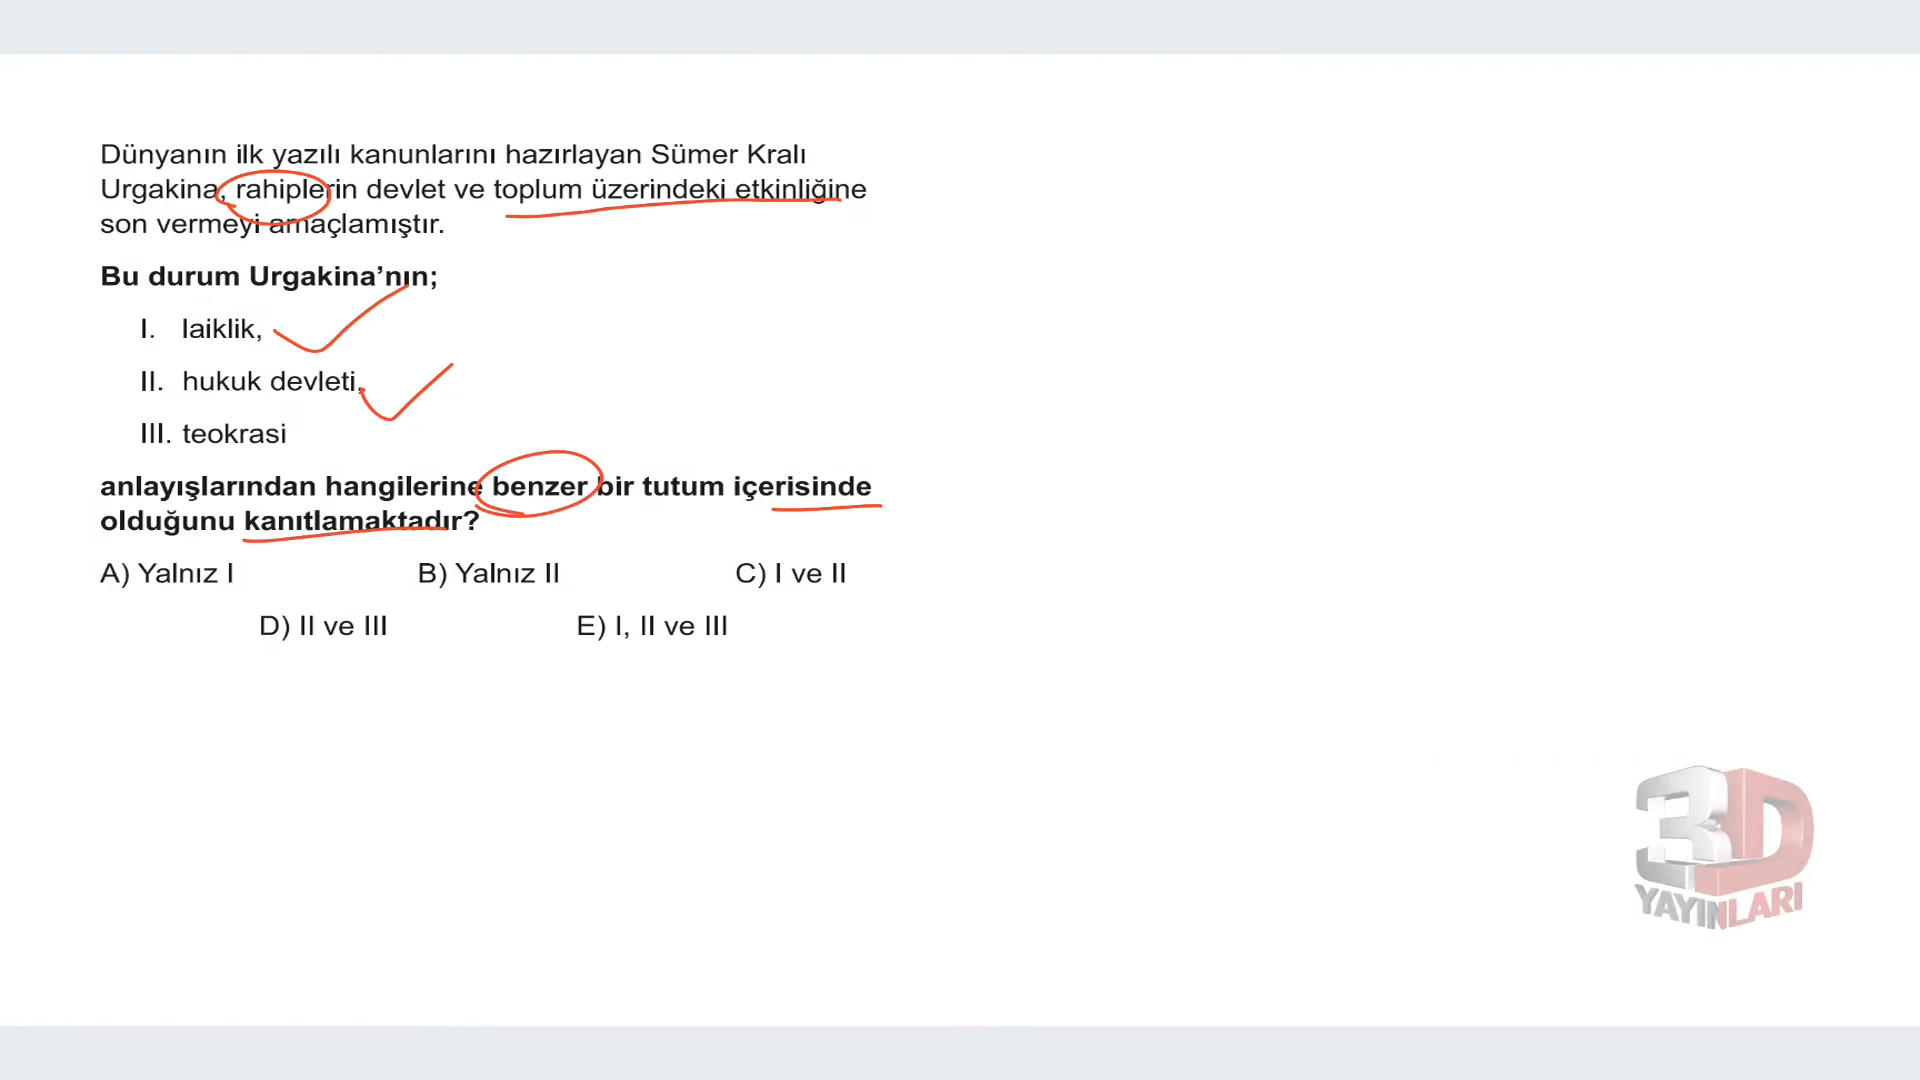 Dünyanın ilk yazılı kanunlarını hazırlayan Sümer Kralı
Urgakina, rahiplerin devlet ve toplum üzerindeki etkinliğine
son vermeyi amaçlamıştır.
Bu durum Urgakina’nın;
I. laiklik,
II. hukuk devleti,
III. teokrasi
anlayışlarından hangilerine benzer bir tutum içerisinde
olduğunu kanıtlamaktadır?
A) Yalnız I B) Yalnız II C) I ve II
D) II ve III E) I, II ve III
3D
YAYINLARI